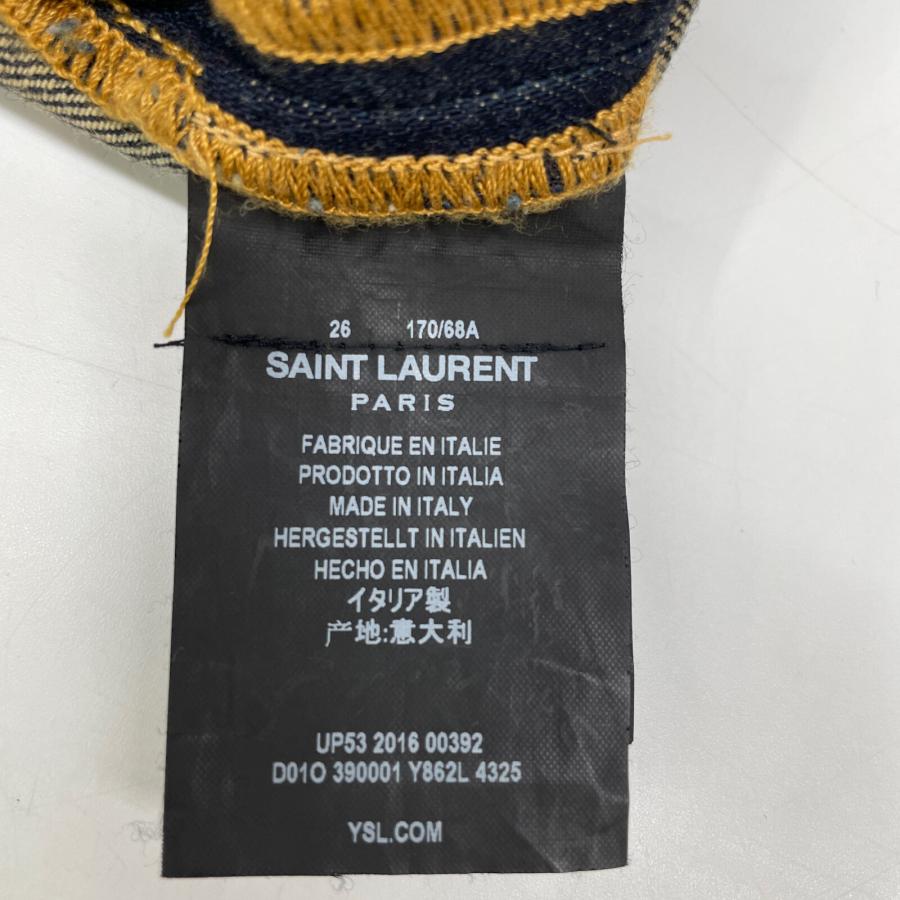 26 170/68A
SAINT LAURENT
PARIS
FABRIQUE EN ITALIE
PRODOTTO IN ITALIA
MADE IN ITALY
HERGESTELLT IN ITALIEN
HECHO EN ITALIA
イタリア製
产地:意大利
UP53 2016 00392
D01O 390001 Y862L 4325
YSL.COM